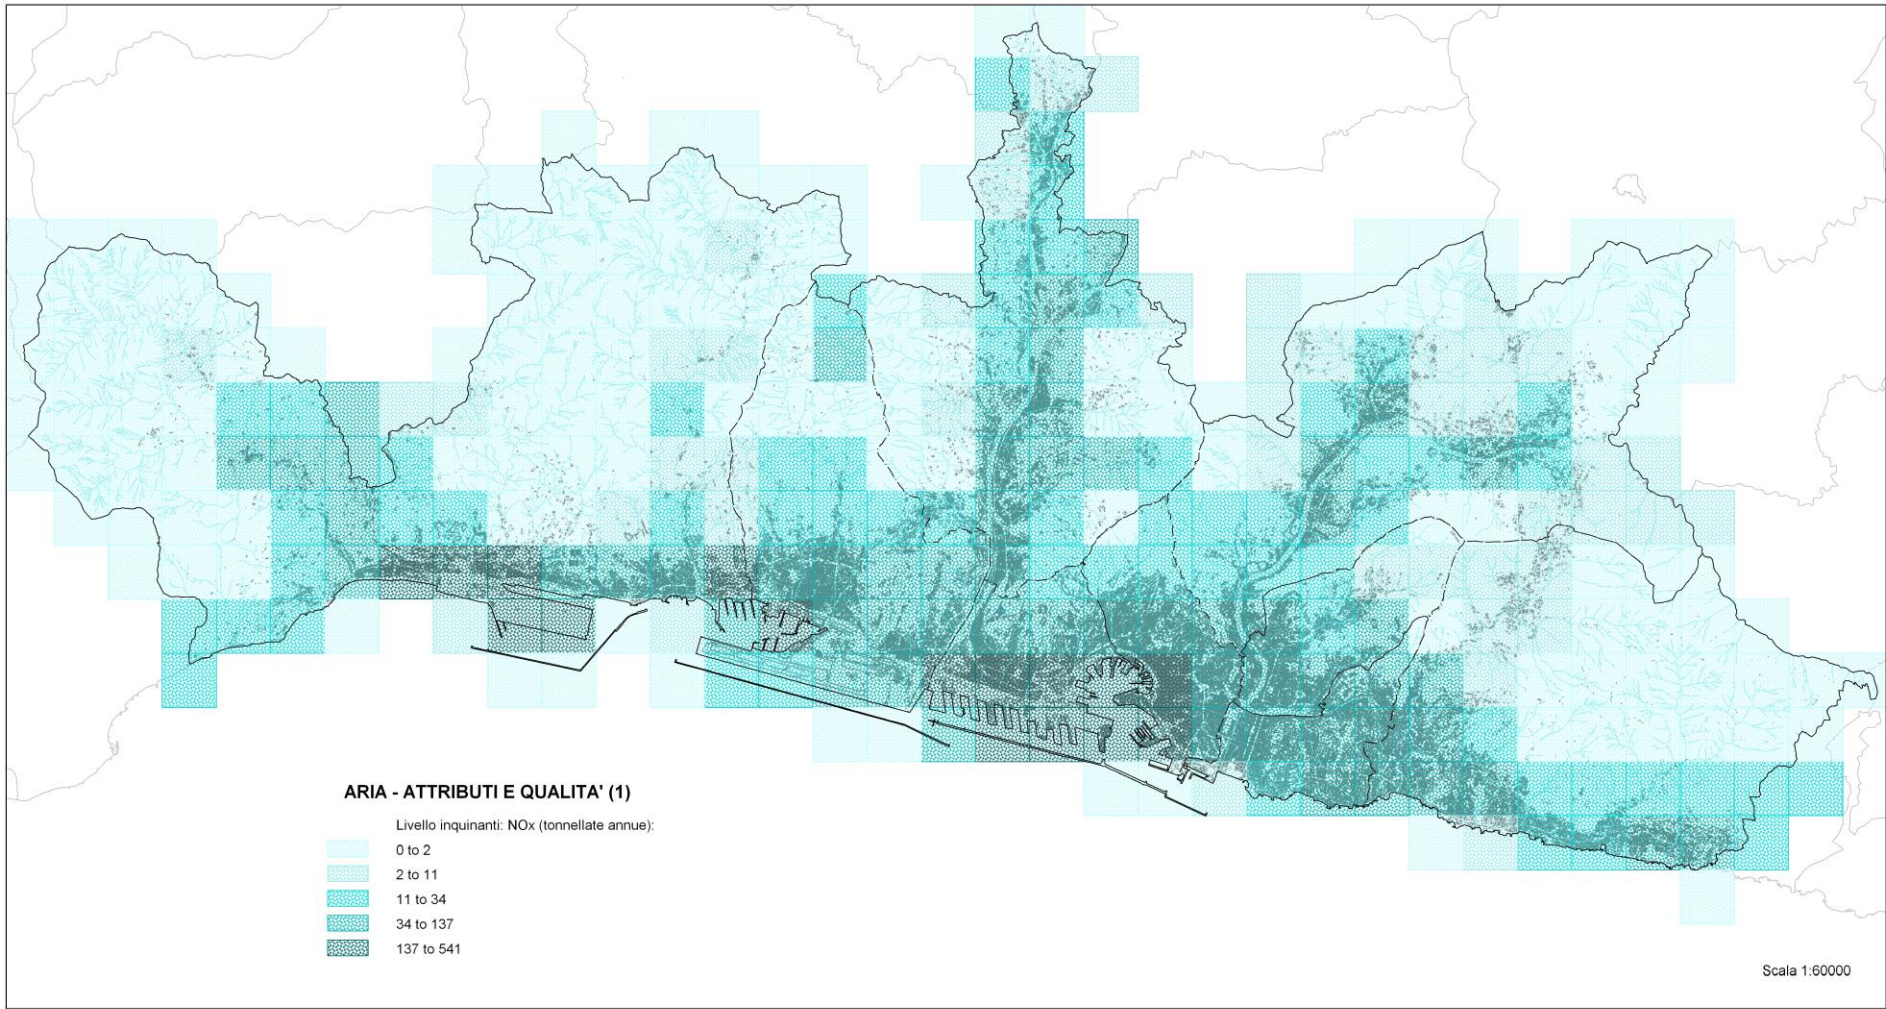 ARIA - ATTRIBUTI E QUALITA' (1)
Livello inquinanti: NOx (tonnellate annue):
0 to 2
2 to 11
11 to 34
34 to 137
137 to 541
Scala 1:60000